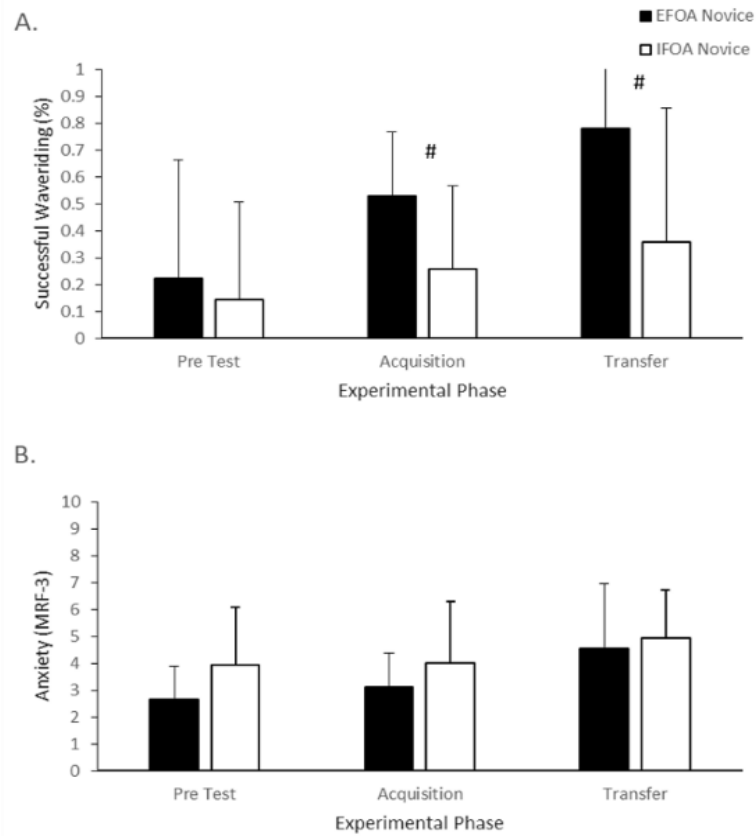 A.
EFOA Novice
IFOA Novice
Successful Waveriding (%)
1
0.9
0.8
0.7
0.6
0.5
0.4
0.3
0.2
0.1
0
#
#
Pre Test Acquisition Transfer
Experimental Phase
B.
Anxiety (MRF-3)
10
9
8
7
6
5
4
3
2
1
0
Pre Test Acquisition Transfer
Experimental Phase